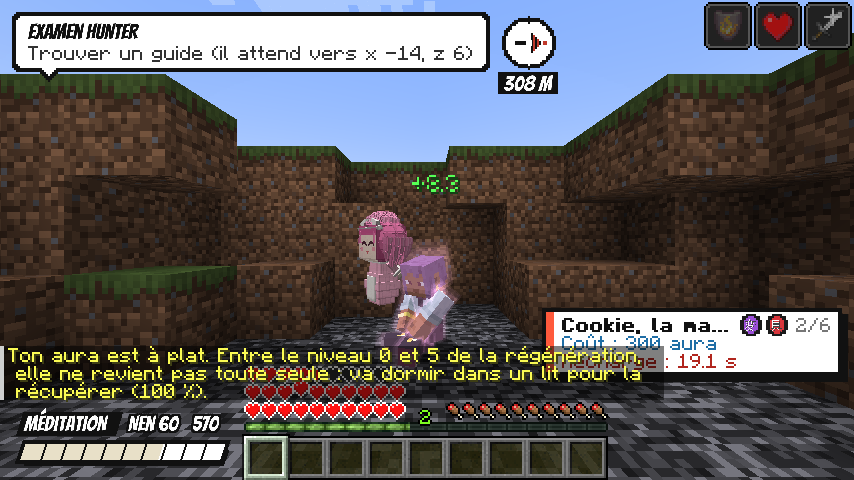 EXAMEN HUNTER
Trouver un guide (il attend vers x -14, z 6)
308 M
+8.3
Cookie, la ma... 2/6
Coût : 300 aura
Recharge : 19.1 s
Ton aura est à plat. Entre le niveau 0 et 5 de la régénération,
elle ne revient pas toute seule : va dormir dans un lit pour la
récupérer (100 %).
MÉDITATION NEN 60 570
2